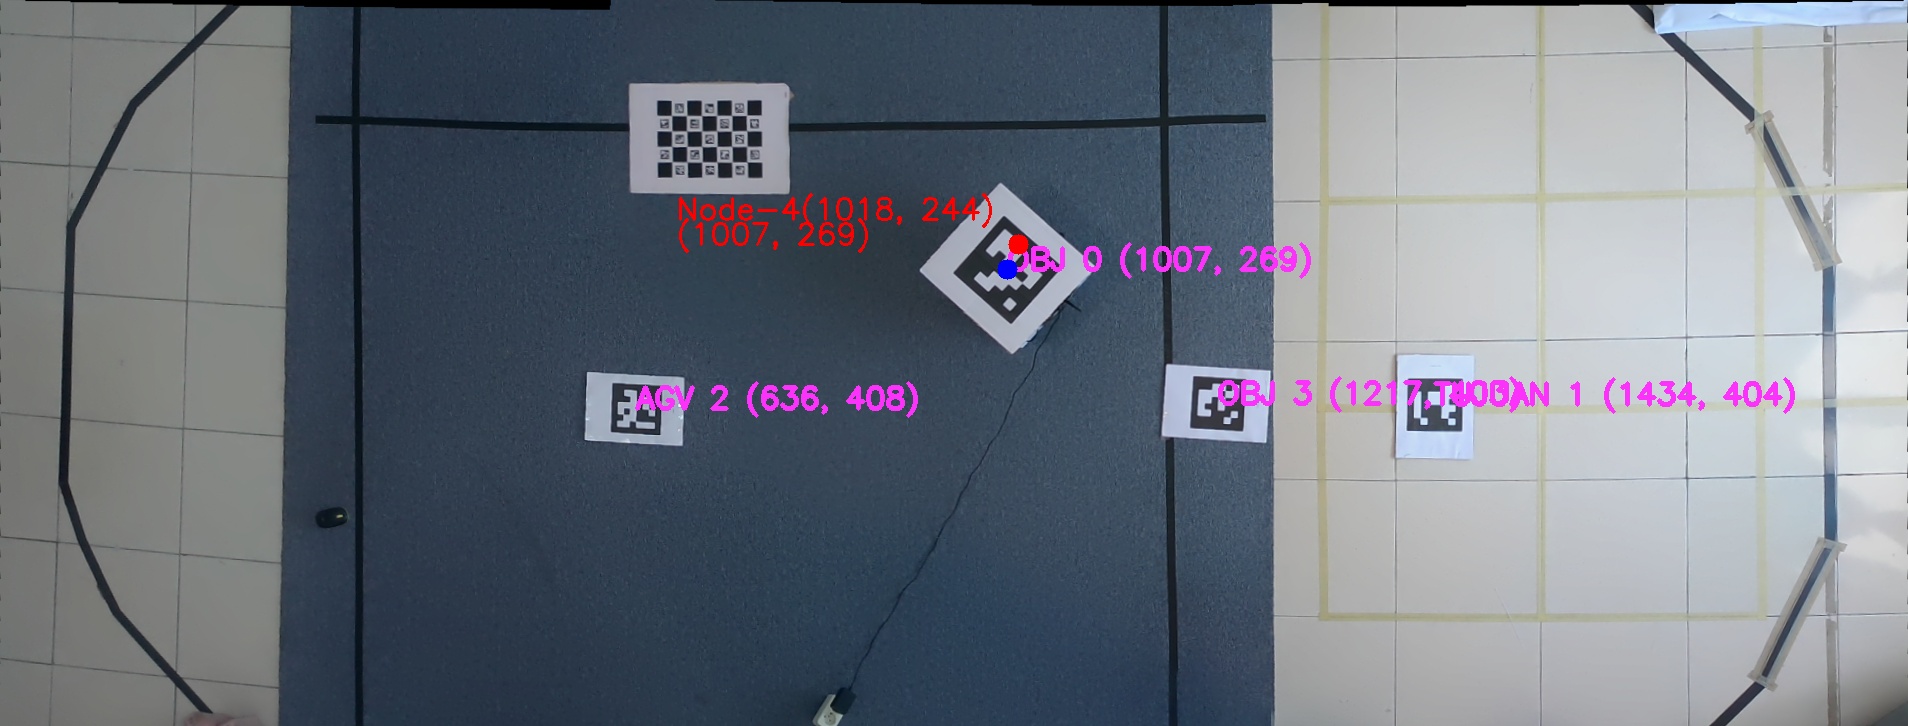 Node-4(1018, 244)
(1007, 269)
OBJ 0 (1007, 269)
AGV 2 (636, 408)
OBJ 3 (1217,
1 (1434, 404)